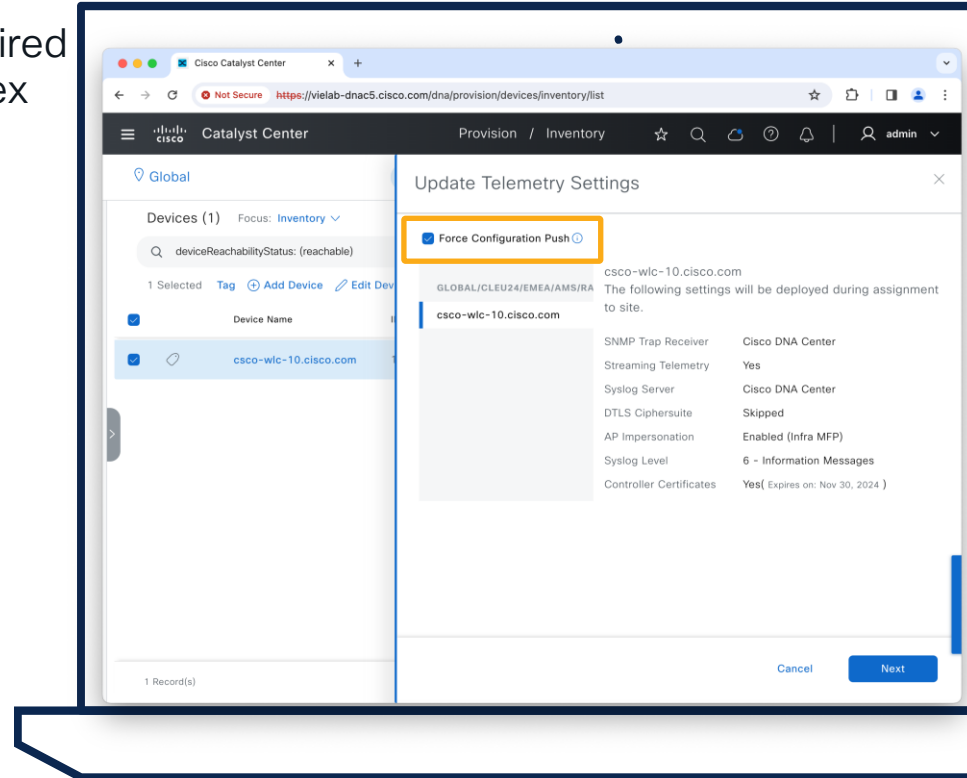 ired
ex
Cisco Catalyst Center
Not Secure https://vielab-dnac5.cisco.com/dna/provision/devices/inventory/list
cisco Catalyst Center Provision / Inventory admin
Global
Update Telemetry Settings
Devices (1) Focus: Inventory
Force Configuration Push
deviceReachabilityStatus: (reachable)
1 Selected Tag Add Device Edit Dev
GLOBAL/CLEU24/EMEA/AMS/RA
csco-wlc-10.cisco.com
Device Name
csco-wlc-10.cisco.com
csco-wlc-10.cisco.com
The following settings will be deployed during assignment
to site.
SNMP Trap Receiver Cisco DNA Center
Streaming Telemetry Yes
Syslog Server Cisco DNA Center
DTLS Ciphersuite Skipped
AP Impersonation Enabled (Infra MFP)
Syslog Level 6 - Information Messages
Controller Certificates Yes( Expires on: Nov 30, 2024 )
1 Record(s)
Cancel Next